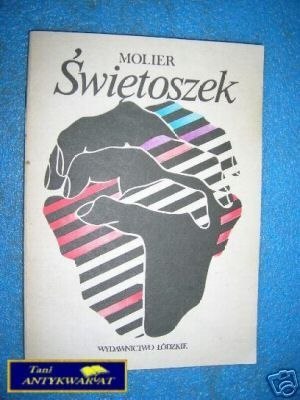 MOLIER
Świętoszek
WYDAWNICTWO ŁÓDZKIE
Tani
ANTYKWARIAT